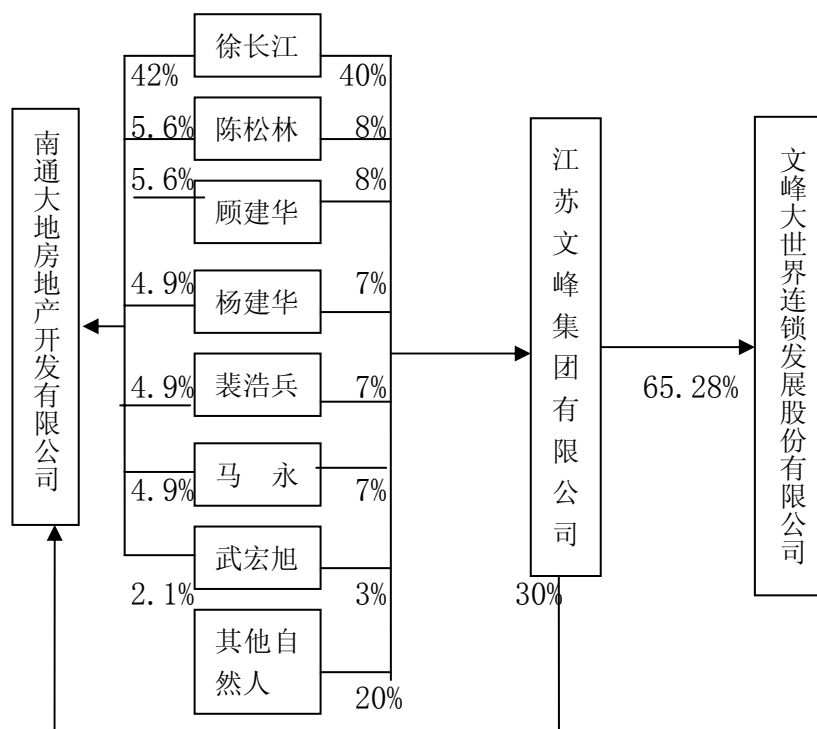 徐长江
42%
40%
5.6%
陈松林
8%
5.6%
顾建华
8%
4.9%
杨建华
7%
4.9%
裴浩兵
7%
4.9%
马 永
7%
武宏旭
2.1%
3%
其他自
然人
20%
南通大地房地产开发有限公司
江苏文峰集团有限公司
30%
65.28%
文峰大世界连锁发展股份有限公司